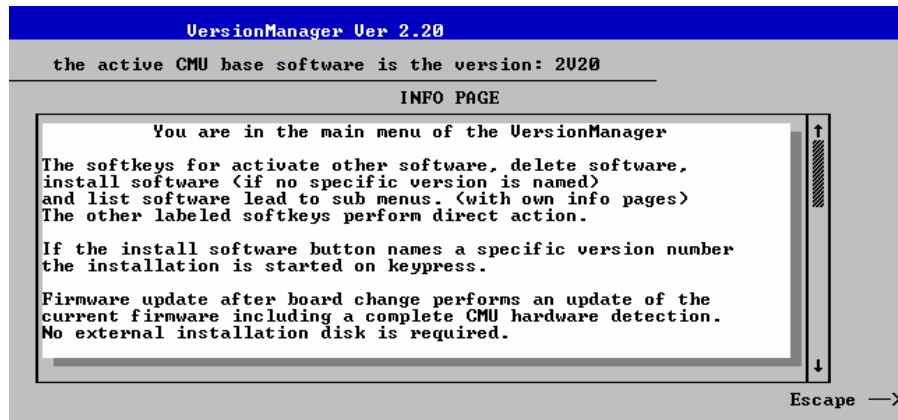 VersionManager Ver 2.20
the active CMU base software is the version: 2V20
INFO PAGE
You are in the main menu of the VersionManager
The softkeys for activate other software, delete software,
install software (if no specific version is named)
and list software lead to sub menus. (with own info pages)
The other labeled softkeys perform direct action.
If the install software button names a specific version number
the installation is started on keypress.
Firmware update after board change performs an update of the
current firmware including a complete CMU hardware detection.
No external installation disk is required.
Escape -->